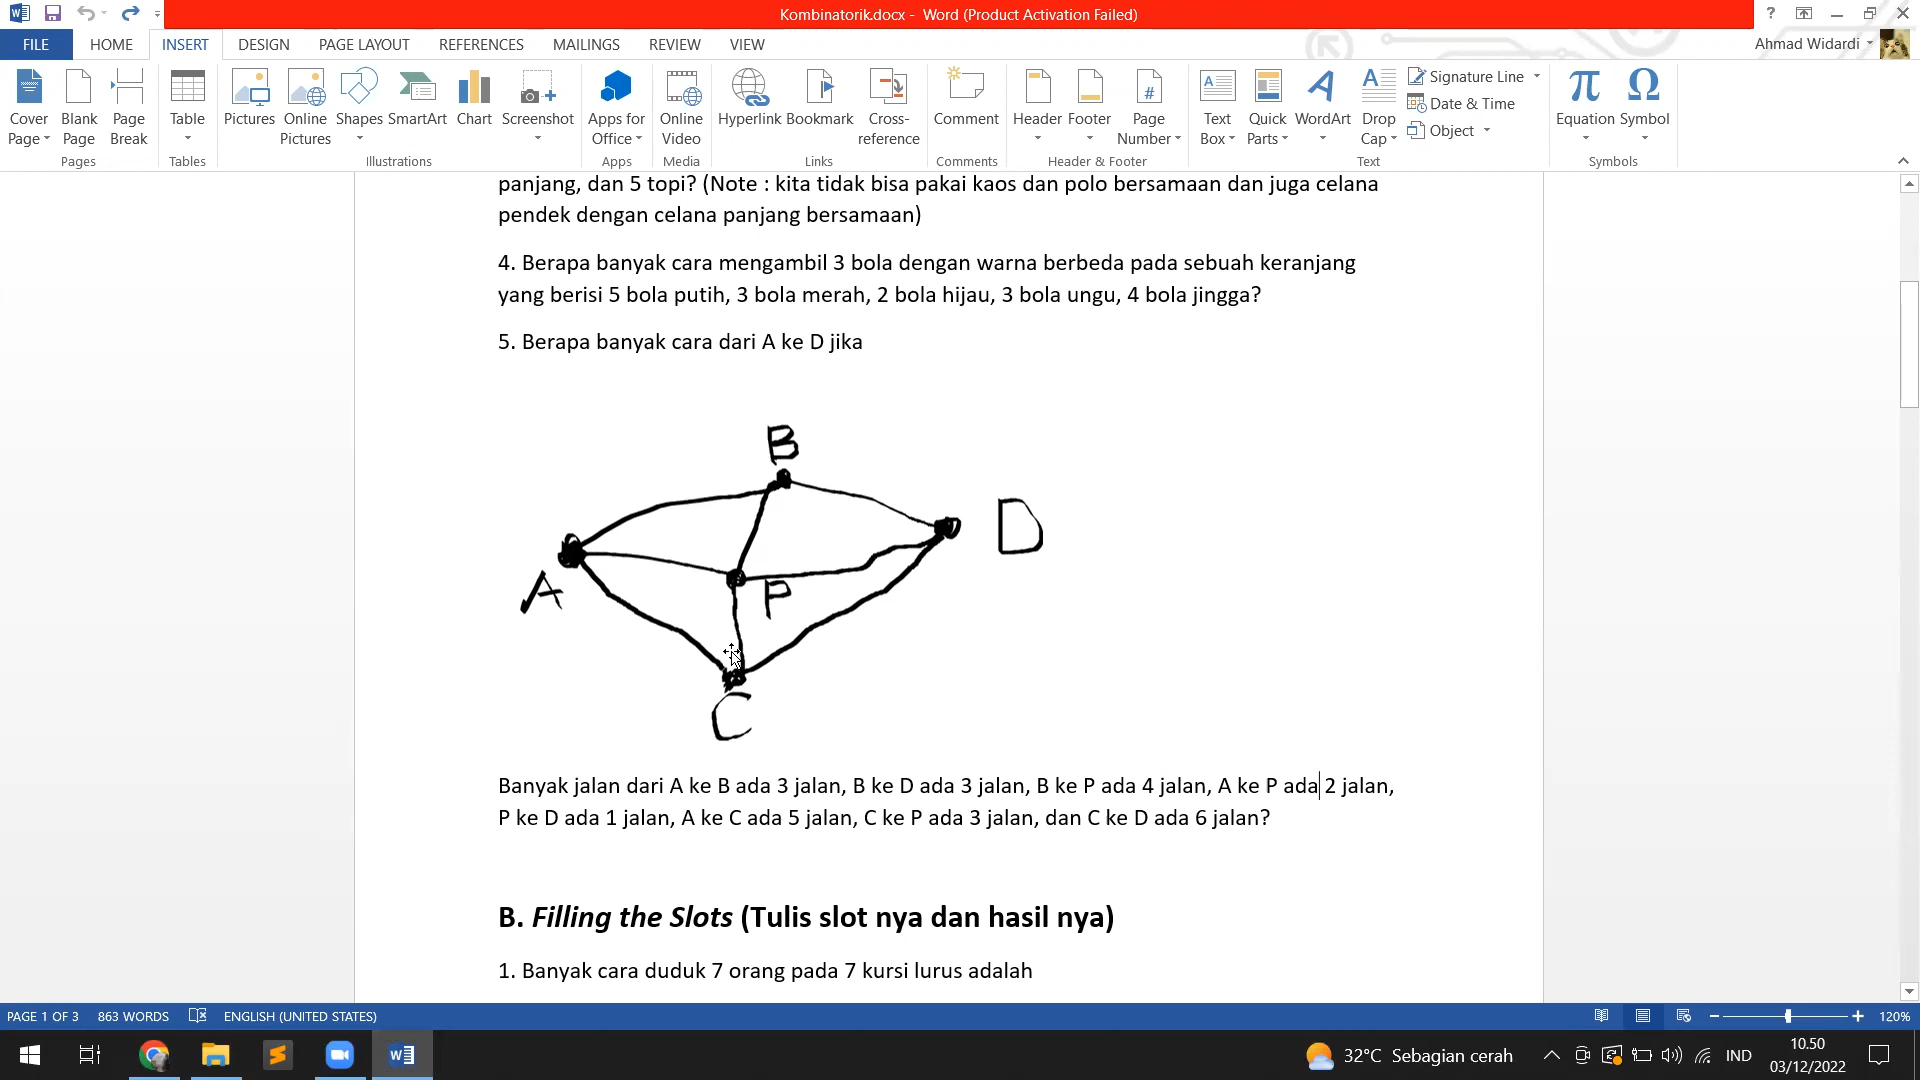 Kombinatorik.docx - Word (Product Activation Failed)
?
FILE HOME INSERT DESIGN PAGE LAYOUT REFERENCES MAILINGS REVIEW VIEW
Ahmad Widardi
Cover Page
Blank Page
Page Break
Table
Pictures
Online Pictures
Shapes
SmartArt
Chart
Screenshot
Apps for Office
Online Video
Hyperlink
Bookmark
Cross-reference
Comment
Header
Footer
Page Number
Text Box
Quick Parts
WordArt
Drop Cap
Signature Line
Date & Time
Object
Equation
Symbol
Pages
Tables
Illustrations
Apps
Media
Links
Comments
Header & Footer
Text
Symbols
panjang, dan 5 topi? (Note : kita tidak bisa pakai kaos dan polo bersamaan dan juga celana
pendek dengan celana panjang bersamaan)
4. Berapa banyak cara mengambil 3 bola dengan warna berbeda pada sebuah keranjang
yang berisi 5 bola putih, 3 bola merah, 2 bola hijau, 3 bola ungu, 4 bola jingga?
5. Berapa banyak cara dari A ke D jika
B
D
A
P
C
Banyak jalan dari A ke B ada 3 jalan, B ke D ada 3 jalan, B ke P ada 4 jalan, A ke P ada 2 jalan,
P ke D ada 1 jalan, A ke C ada 5 jalan, C ke P ada 3 jalan, dan C ke D ada 6 jalan?
B. Filling the Slots (Tulis slot nya dan hasil nya)
1. Banyak cara duduk 7 orang pada 7 kursi lurus adalah
PAGE 1 OF 3 863 WORDS ENGLISH (UNITED STATES)
120%
32°C Sebagian cerah
IND
10.50
03/12/2022